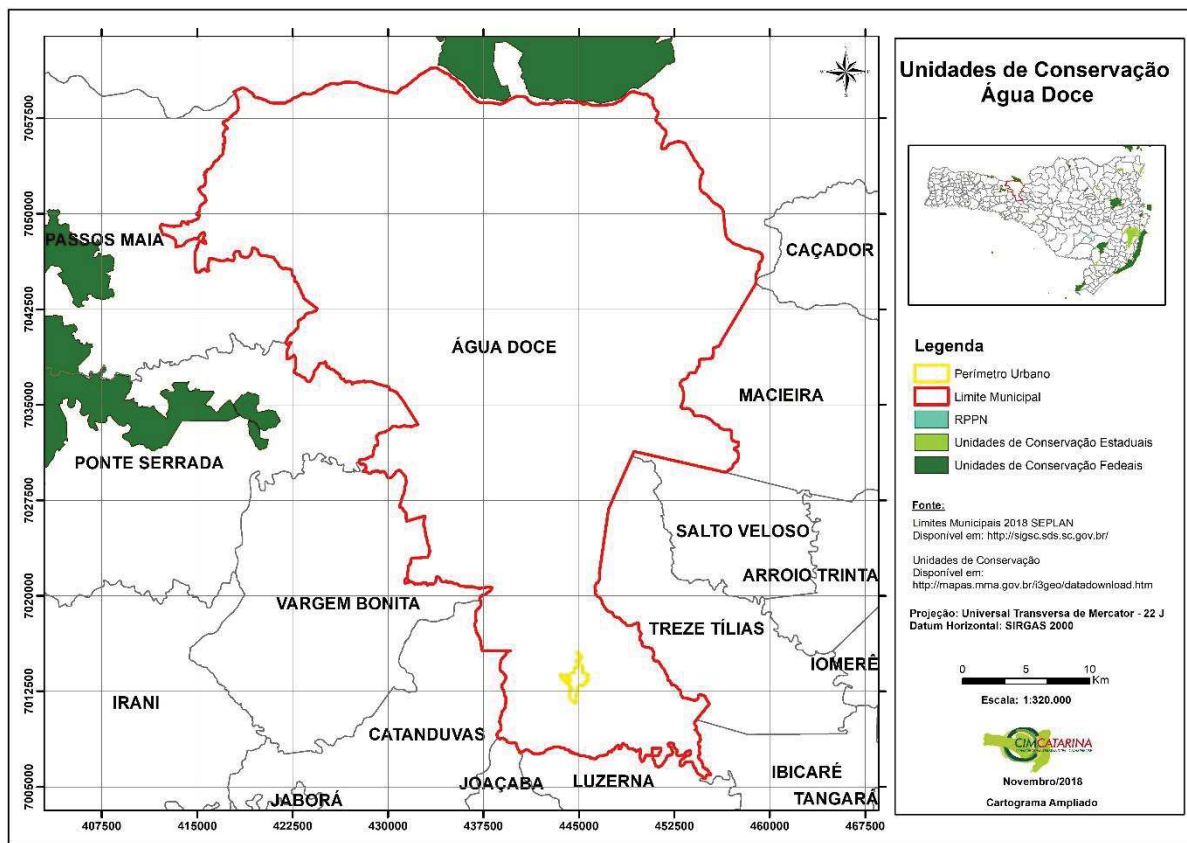 Unidades de Conservação
Água Doce
7057500
7050000
7042500
7035000
7027500
7020000
7012500
7005000
PASSOS MAIA
CAÇADOR
ÁGUA DOCE
MACIEIRA
PONTE SERRADA
SALTO VELOSO
ARROIO TRINTA
VARGEM BONITA
TREZE TÍLIAS
IOMERÊ
IRANI
CATANDUVAS
IBICARÉ
JOAÇABA
LUZERNA
JABORÁ
TANGARÁ
407500 415000 422500 430000 437500 445000 452500 460000 467500
Legenda
Perímetro Urbano
Limite Municipal
RPPN
Unidades de Conservação Estaduais
Unidades de Conservação Fedeais
Fonte:
Limites Municipais 2018 SEPLAN
Disponível em: http://sigsc.sds.sc.gov.br/
Unidades de Conservação
Disponível em:
http://mapas.mma.gov.br/i3geo/datadownload.htm
Projeção: Universal Transversa de Mercator - 22 J
Datum Horizontal: SIRGAS 2000
0 5 10
Km
Escala: 1:320.000
CIMCATARINA
Novembro/2018
Cartograma Ampliado